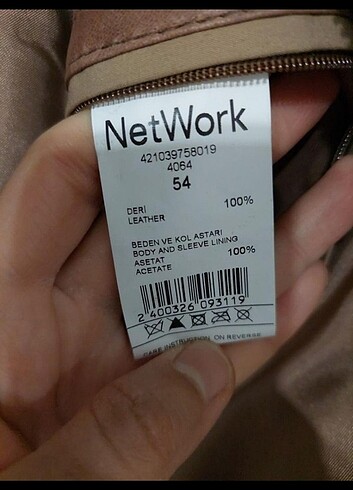 NetWork
421039758019
4064
54
DERİ 100%
LEATHER
BEDEN VE KOL ASTARI
BODY AND SLEEVE LINING
ASETAT 100%
ACETATE
2 400326 093119
CARE INSTRUCTION ON REVERSE